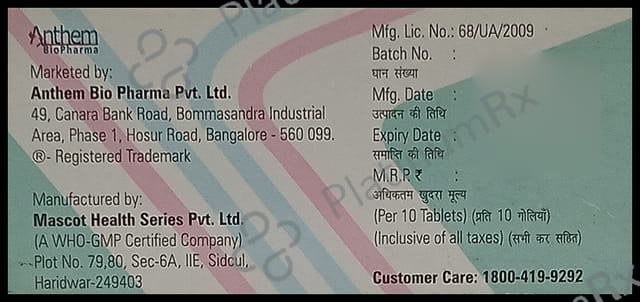 Anthem
BioPharma
Marketed by:
Anthem Bio Pharma Pvt. Ltd.
49, Canara Bank Road, Bommasandra Industrial
Area, Phase 1, Hosur Road, Bangalore - 560 099.
®- Registered Trademark
Manufactured by:
Mascot Health Series Pvt. Ltd.
(A WHO-GMP Certified Company)
Plot No. 79,80, Sec-6A, IIE, Sidcul,
Haridwar-249403
Mfg. Lic. No.: 68/UA/2009
Batch No. :
घान संख्या
Mfg. Date :
उत्पादन की तिथि
Expiry Date :
समाप्ति की तिथि
M.R.P. ₹ :
अधिकतम खुदरा मूल्य
(Per 10 Tablets) (प्रति 10 गोलियाँ)
(Inclusive of all taxes) (सभी कर सहित)
Customer Care: 1800-419-9292
PlatinumRx